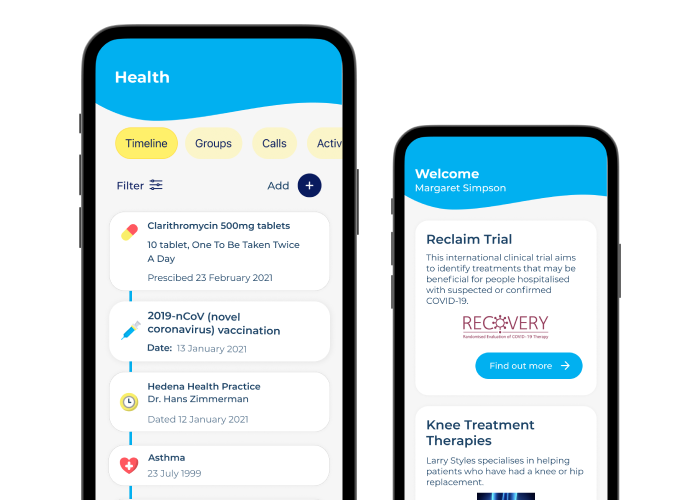 Health
Timeline Groups Calls Activ
Filter Add
Clarithromycin 500mg tablets
10 tablet, One To Be Taken Twice
A Day
Prescibed 23 February 2021
2019-nCoV (novel
coronavirus) vaccination
Date: 13 January 2021
Hedena Health Practice
Dr. Hans Zimmerman
Dated 12 January 2021
Asthma
23 July 1999
Welcome
Margaret Simpson
Reclaim Trial
This international clinical trial aims
to identify treatments that may be
beneficial for people hospitalised
with suspected or confirmed
COVID-19.
RECOVERY
Randomised Evaluation of COVID-19 Therapy
Find out more
Knee Treatment
Therapies
Larry Styles specialises in helping
patients who have had a knee or hip
replacement.